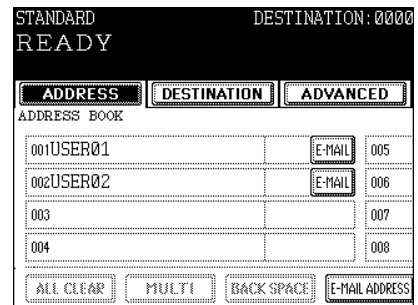 STANDARD DESTINATION:0000
READY
ADDRESS DESTINATION ADVANCED
ADDRESS BOOK
001USER01 E-MAIL 005
002USER02 E-MAIL 006
003 007
004 008
ALL CLEAR MULTI BACK SPACE E-MAIL ADDRESS